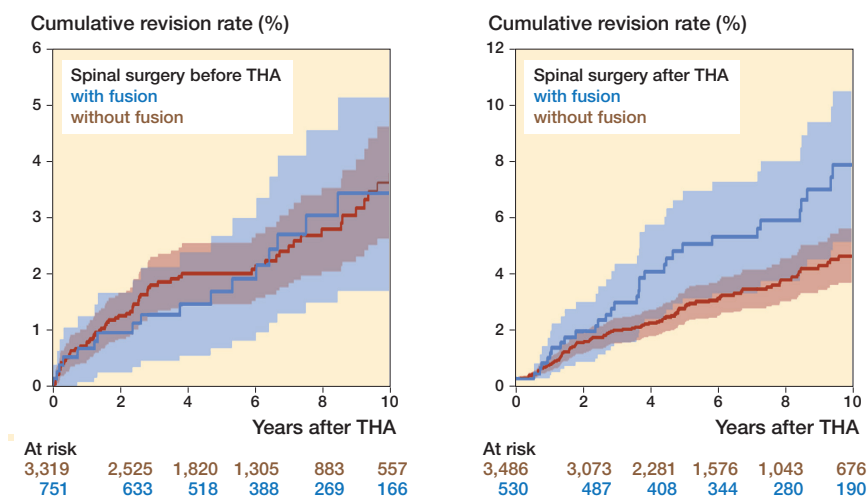 Cumulative revision rate (%)
6
5
4
3
2
1
0
Spinal surgery before THA
with fusion
without fusion
0 2 4 6 8 10
Years after THA
At risk
3,319 2,525 1,820 1,305 883 557
751 633 518 388 269 166
Cumulative revision rate (%)
12
10
8
6
4
2
0
Spinal surgery after THA
with fusion
without fusion
0 2 4 6 8 10
Years after THA
At risk
3,486 3,073 2,281 1,576 1,043 676
530 487 408 344 280 190